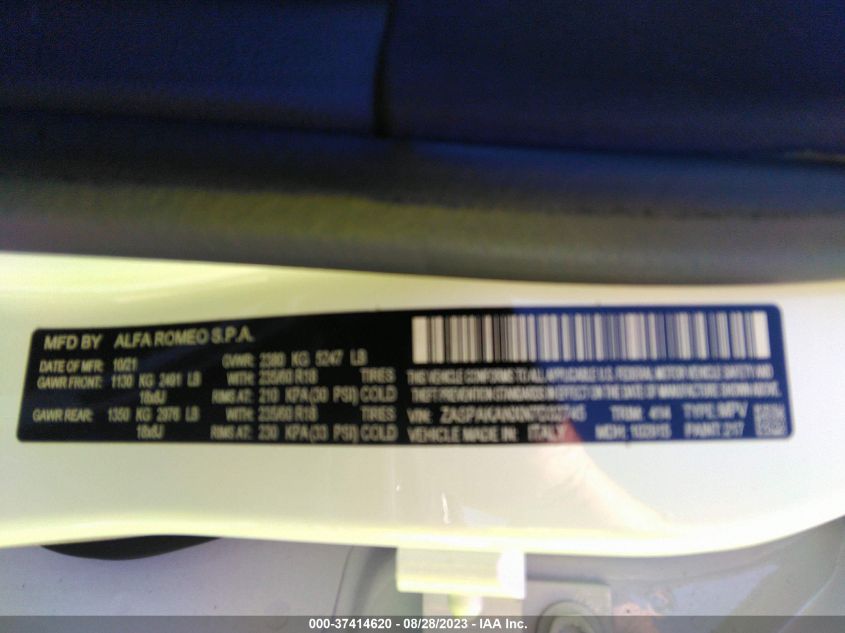 MFD BY ALFA ROMEO S.P.A.
DATE OF MFR: 10/21 GVWR: 2380 KG 5247 LB
GAWR FRONT: 1130 KG 2491 LB WITH: 235/60 R18 TIRES
18x8J RIMS AT: 210 KPA (30 PSI) COLD
GAWR REAR: 1350 KG 2976 LB WITH: 235/60 R18 TIRES
18x8J RIMS AT: 230 KPA (33 PSI) COLD
THIS VEHICLE CONFORMS TO ALL APPLICABLE U.S. FEDERAL MOTOR VEHICLE SAFETY AND
THEFT PREVENTION STANDARDS IN EFFECT ON THE DATE OF MANUFACTURE SHOWN ABOVE.
VIN: TRIM: 494 TYPE: MPV
VEHICLE MADE IN: ITALY MDH: PAINT: 217
000-37414620 - 08/28/2023 - IAA Inc.